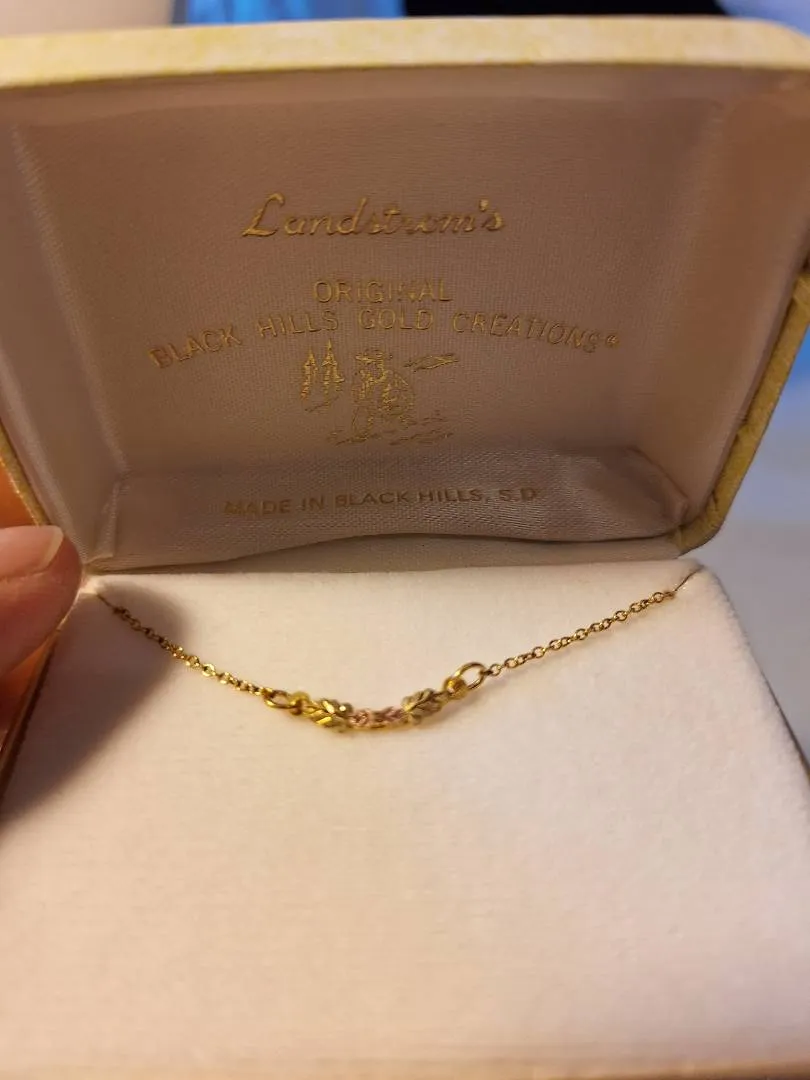 Landstrom's
ORIGINAL
BLACK HILLS GOLD CREATIONS®
MADE IN BLACK HILLS, S.D.